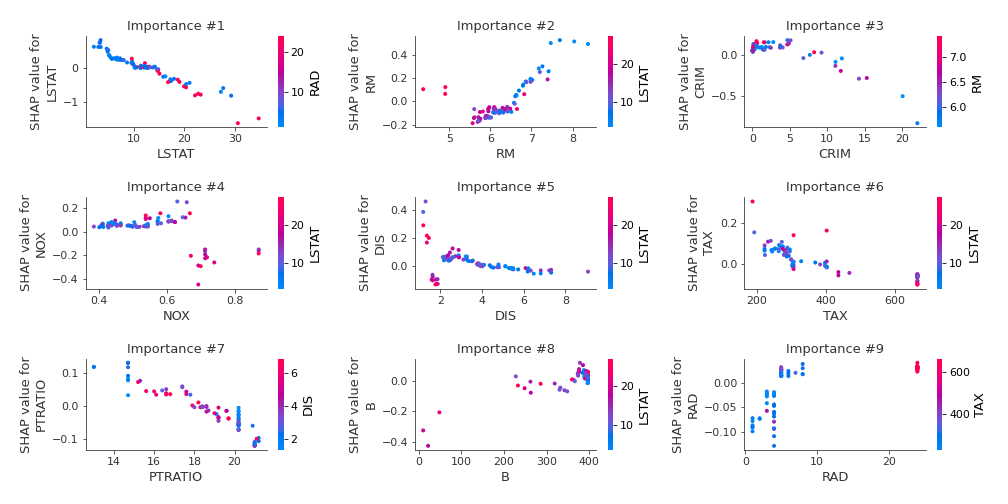 Importance #1
SHAP value for
LSTAT
0
−1
10
20
30
LSTAT
20
10
RAD
Importance #2
SHAP value for
RM
0.4
0.2
0.0
−0.2
5
6
7
8
RM
20
10
LSTAT
Importance #3
SHAP value for
CRIM
0.0
−0.5
0
5
10
15
20
CRIM
7.0
6.5
6.0
RM
Importance #4
SHAP value for
NOX
0.2
0.0
−0.2
−0.4
0.4
0.6
0.8
NOX
20
10
LSTAT
Importance #5
SHAP value for
DIS
0.4
0.2
0.0
2
4
6
8
DIS
20
10
LSTAT
Importance #6
SHAP value for
TAX
0.2
0.0
200
400
600
TAX
20
10
LSTAT
Importance #7
SHAP value for
PTRATIO
0.1
0.0
−0.1
14
16
18
20
PTRATIO
6
4
2
DIS
Importance #8
SHAP value for
B
0.0
−0.2
−0.4
0
100
200
300
400
B
20
10
LSTAT
Importance #9
SHAP value for
RAD
0.00
−0.05
−0.10
0
10
20
RAD
600
400
TAX